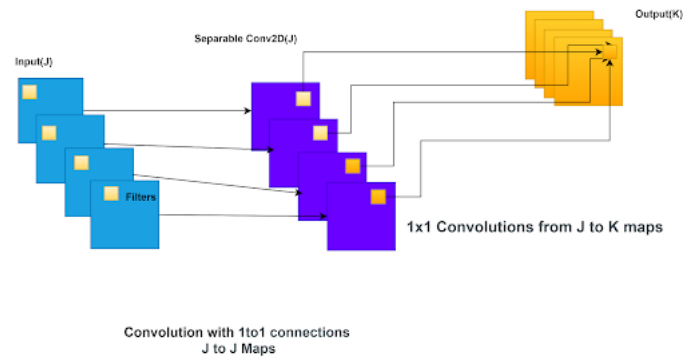 Output(K)
Separable Conv2D(J)
Input(J)
Filters
1x1 Convolutions from J to K maps
Convolution with 1to1 connections
J to J Maps